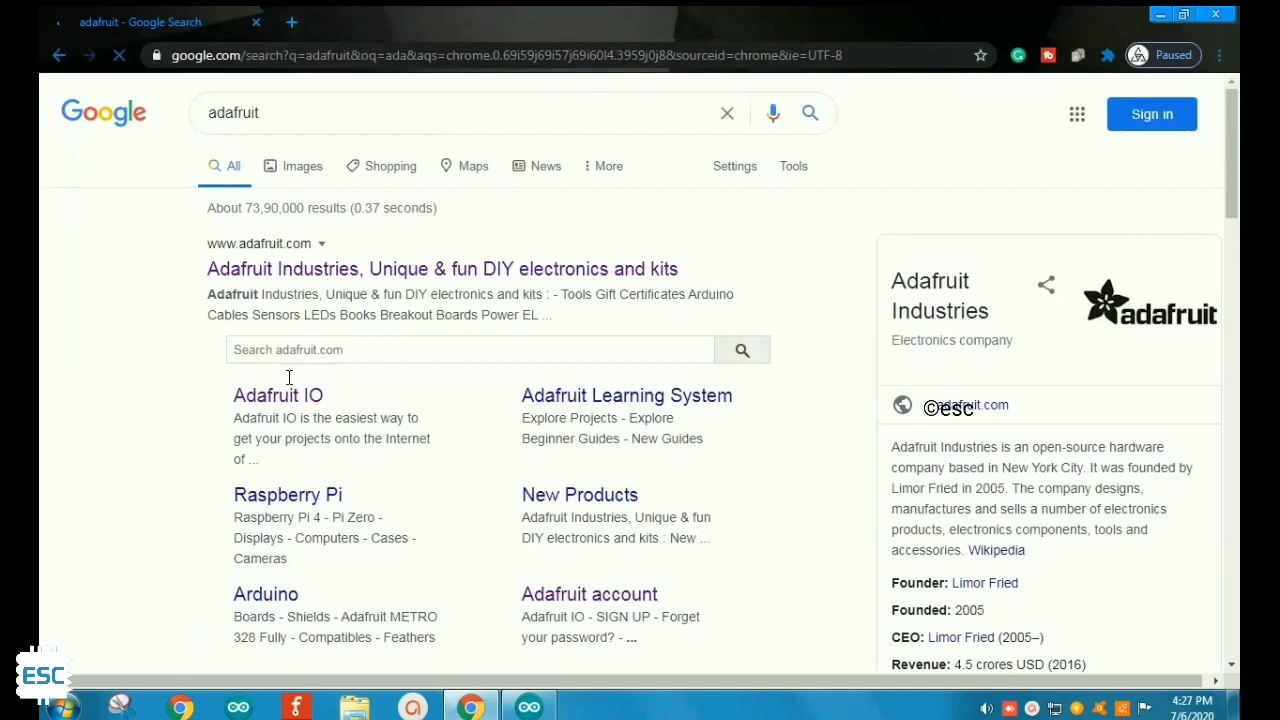 adafruit - Google Search
google.com/search?q=adafruit&oq=ada&aqs=chrome.0.69i59j69i57j69i60l4.3959j0j8&sourceid=chrome&ie=UTF-8
Paused
Google
adafruit
Sign in
All
Images
Shopping
Maps
News
More
Settings
Tools
About 73,90,000 results (0.37 seconds)
www.adafruit.com
Adafruit Industries, Unique & fun DIY electronics and kits
Adafruit Industries, Unique & fun DIY electronics and kits : - Tools Gift Certificates Arduino
Cables Sensors LEDs Books Breakout Boards Power EL ...
Search adafruit.com
Adafruit IO
Adafruit IO is the easiest way to
get your projects onto the Internet
of ...
Adafruit Learning System
Explore Projects - Explore
Beginner Guides - New Guides
Raspberry Pi
Raspberry Pi 4 - Pi Zero -
Displays - Computers - Cases -
Cameras
New Products
Adafruit Industries, Unique & fun
DIY electronics and kits : New ...
Arduino
Boards - Shields - Adafruit METRO
328 Fully - Compatibles - Feathers
Adafruit account
Adafruit IO - SIGN UP - Forget
your password? - ...
Adafruit
Industries
Electronics company
adafruit
adafruit.com
©esc
Adafruit Industries is an open-source hardware
company based in New York City. It was founded by
Limor Fried in 2005. The company designs,
manufactures and sells a number of electronics
products, electronics components, tools and
accessories. Wikipedia
Founder: Limor Fried
Founded: 2005
CEO: Limor Fried (2005–)
Revenue: 4.5 crores USD (2016)
ESC
4:27 PM
7/6/2020